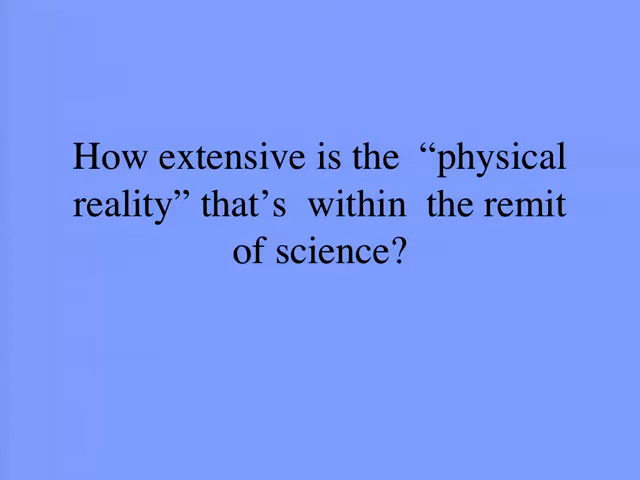 How extensive is the “physical
reality” that’s within the remit
of science?